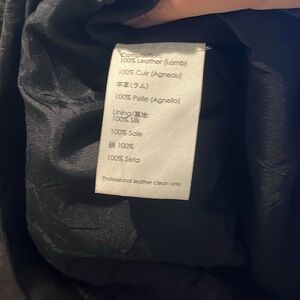 Composition:
100% Leather (Lamb)
100% Cuir (Agneau)
羊革(ラム)
100% Pelle (Agnello)
Lining/裏地:
100% Silk
100% Soie
絹 100%
100% Seta
Professional leather clean only.